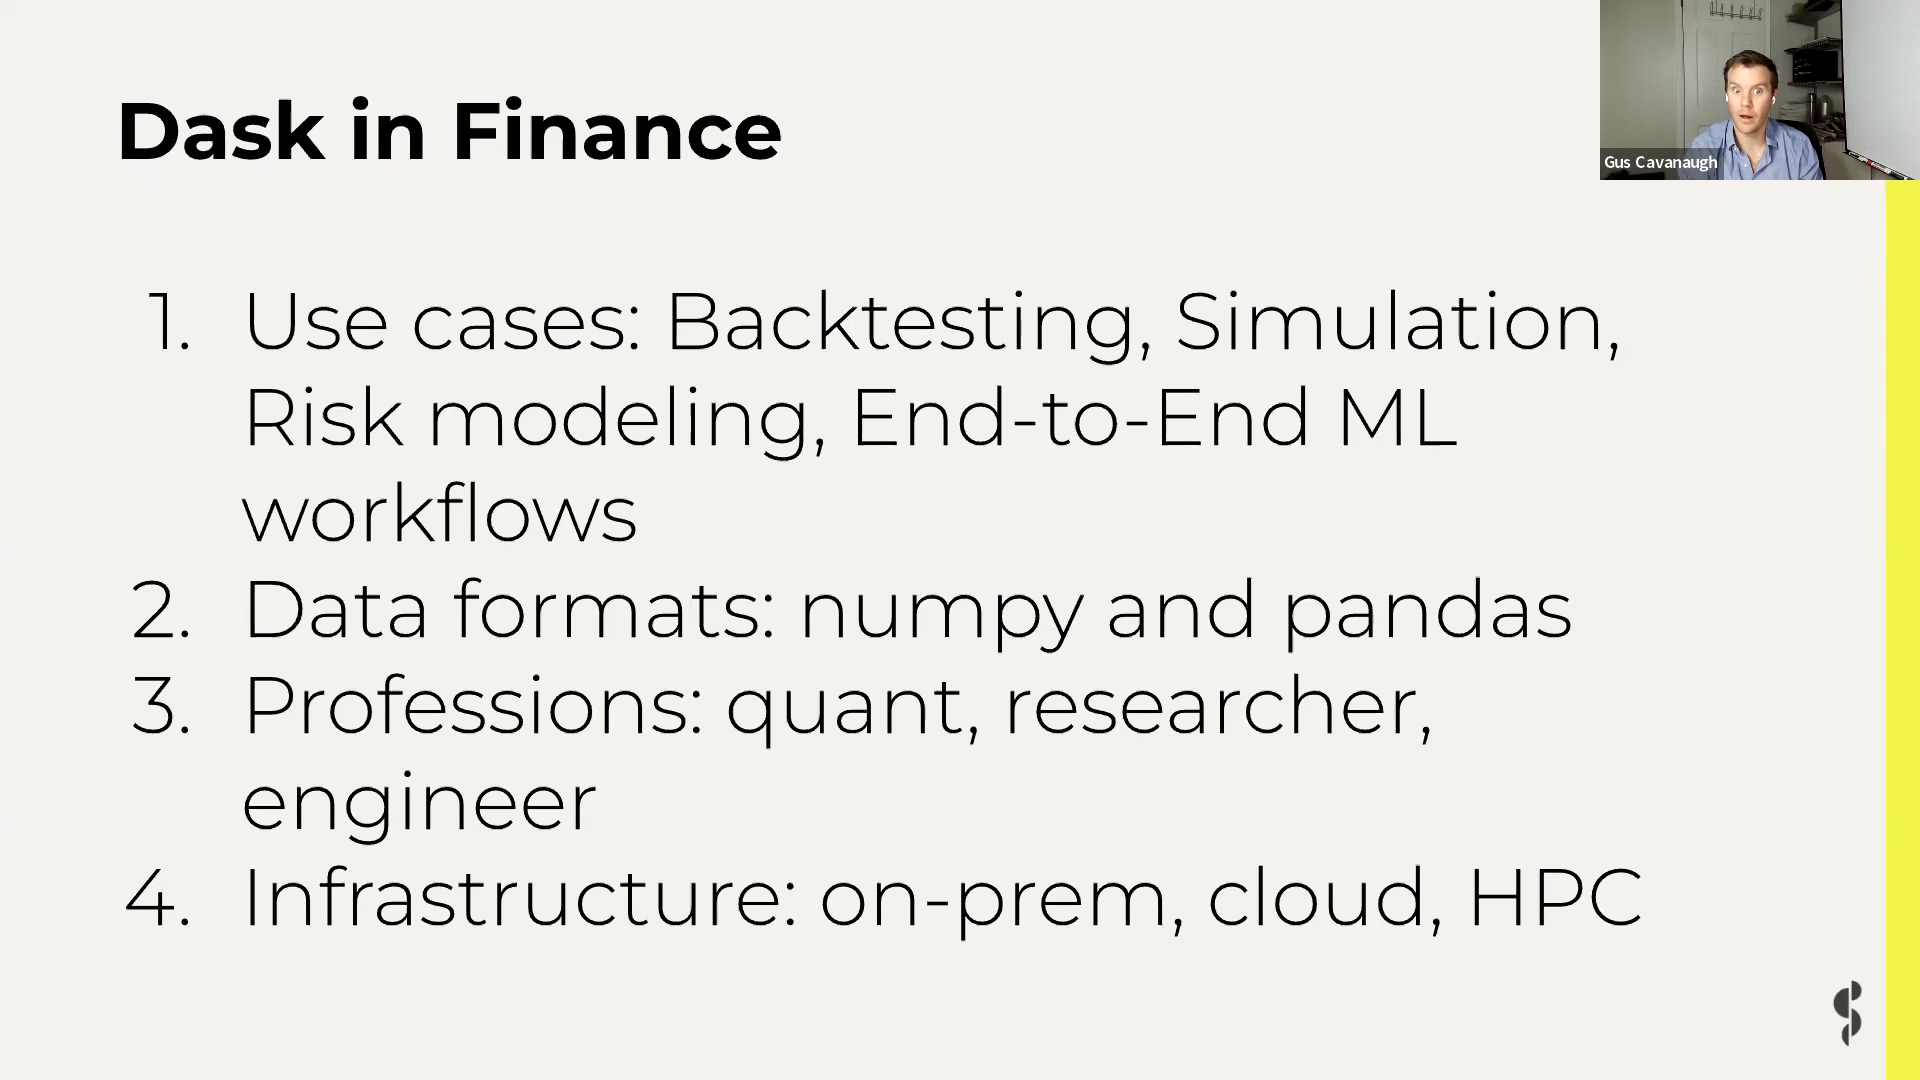 Dask in Finance
Gus Cavanaugh
1. Use cases: Backtesting, Simulation,
Risk modeling, End-to-End ML
workflows
2. Data formats: numpy and pandas
3. Professions: quant, researcher,
engineer
4. Infrastructure: on-prem, cloud, HPC